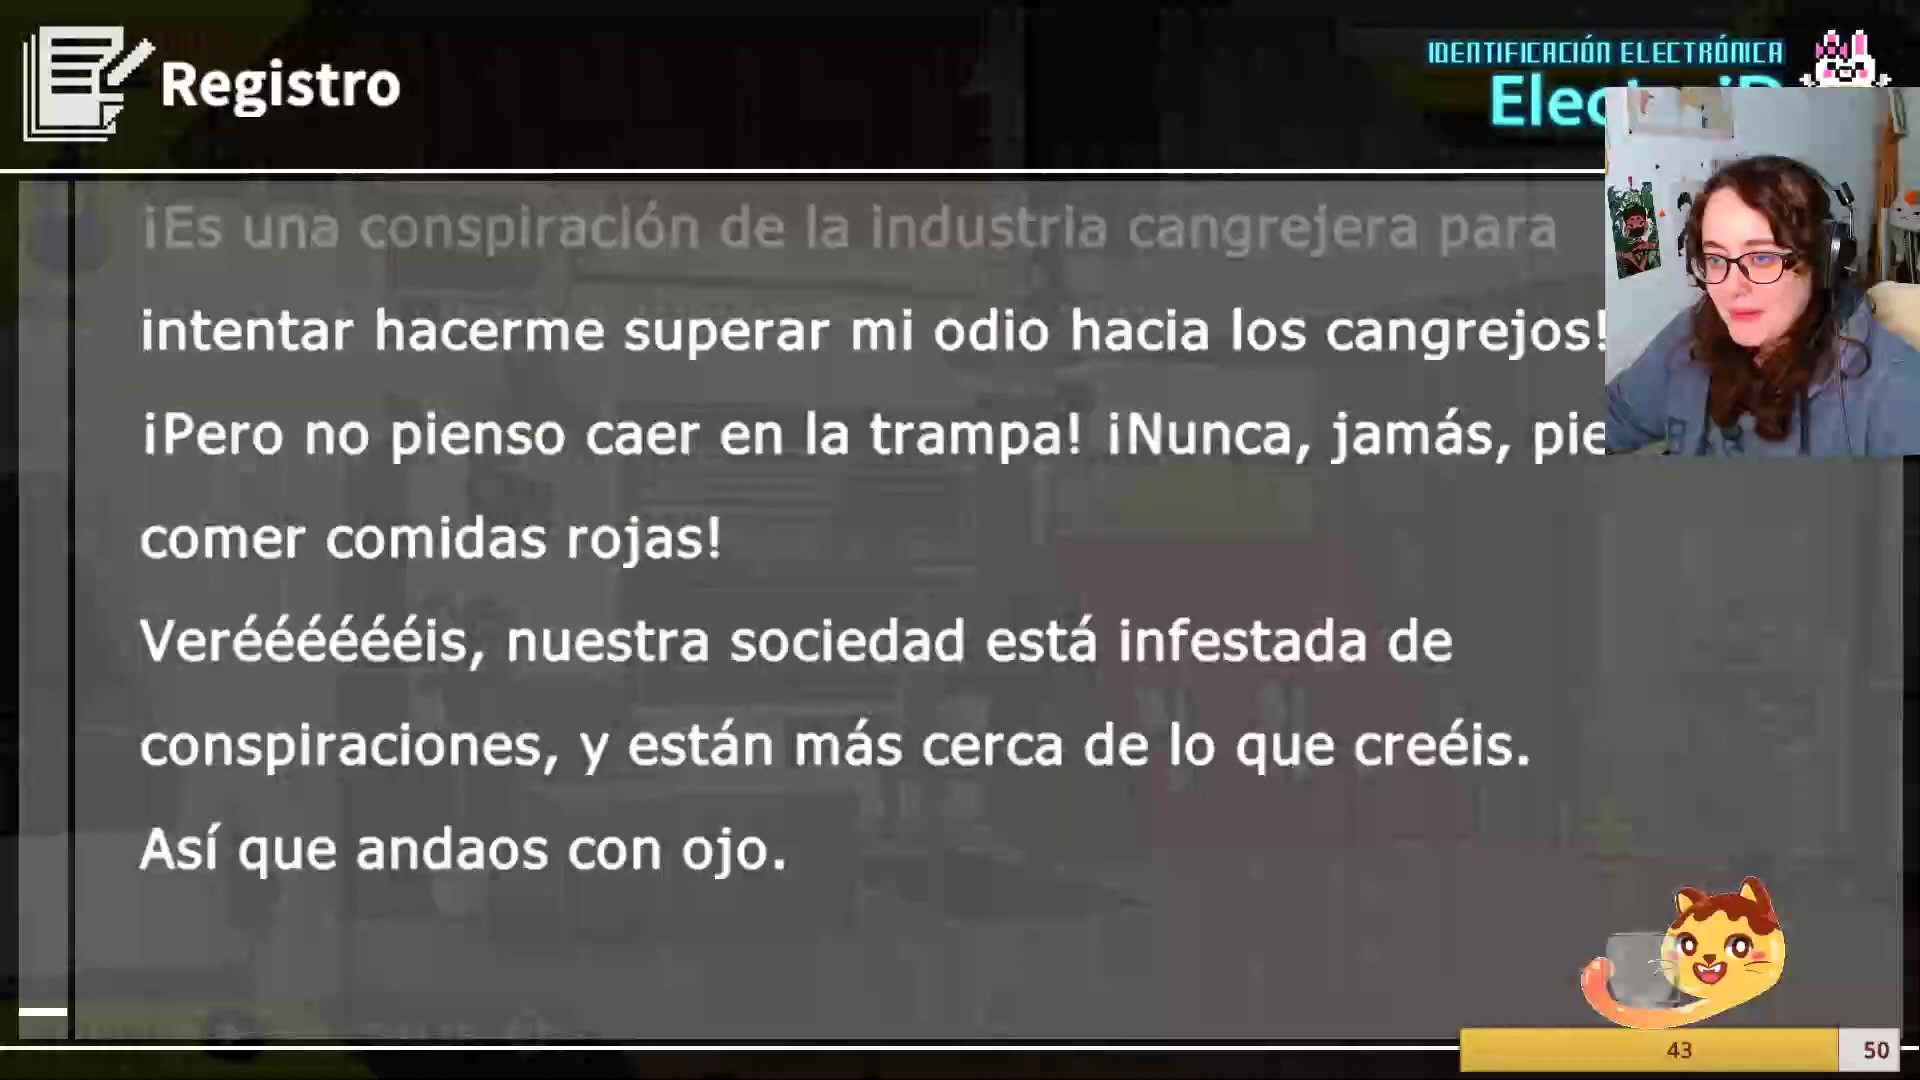 Registro
IDENTIFICACIÓN ELECTRÓNICA
¡Es una conspiración de la industria cangrejera para
intentar hacerme superar mi odio hacia los cangrejos!
¡Pero no pienso caer en la trampa! ¡Nunca, jamás,
comer comidas rojas!
Verééééééis, nuestra sociedad está infestada de
conspiraciones, y están más cerca de lo que creéis.
Así que andaos con ojo.
43
50